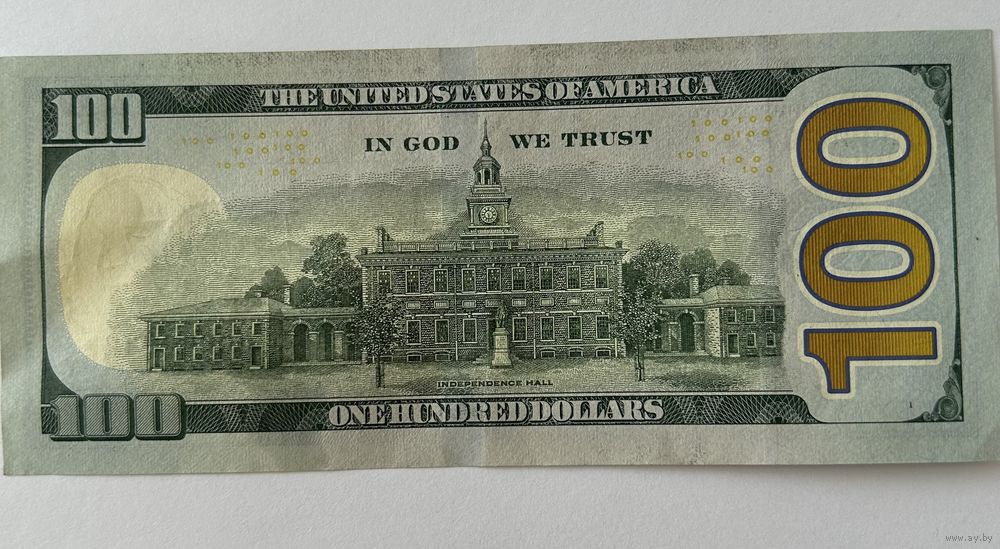 THE UNITED STATES OF AMERICA
100
IN GOD WE TRUST
100
INDEPENDENCE HALL
100
ONE HUNDRED DOLLARS
www.ay.by